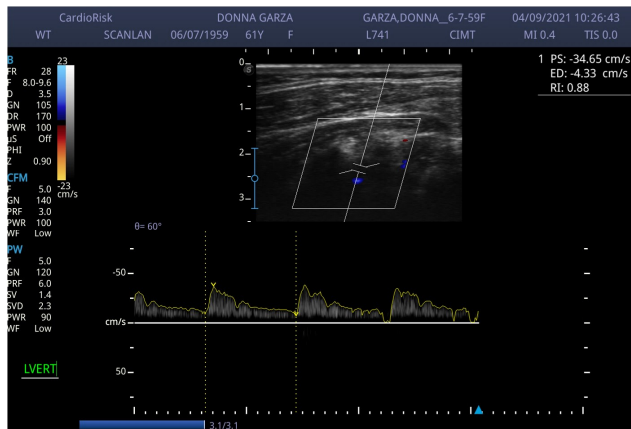 CardioRisk DONNA GARZA GARZA,DONNA__6-7-59F 04/09/2021 10:26:43
WT SCANLAN 06/07/1959 61Y F L741 CIMT MI 0.4 TIS 0.0
B
FR 28
F 8.0-9.6
D 3.5
GN 105
DR 170
PWR 100
µS Off
PHI
Z 0.90
CFM
F 5.0
GN 140
PRF 3.0
PWR 100
WF Low
PW
F 5.0
GN 120
PRF 6.0
SV 1.4
SVD 2.3
PWR 90
WF Low
LVERT
23
-23
cm/s
0
1
2
3
1 PS: -34.65 cm/s
ED: -4.33 cm/s
RI: 0.88
θ= 60°
-50
cm/s
50
3.1/3.1